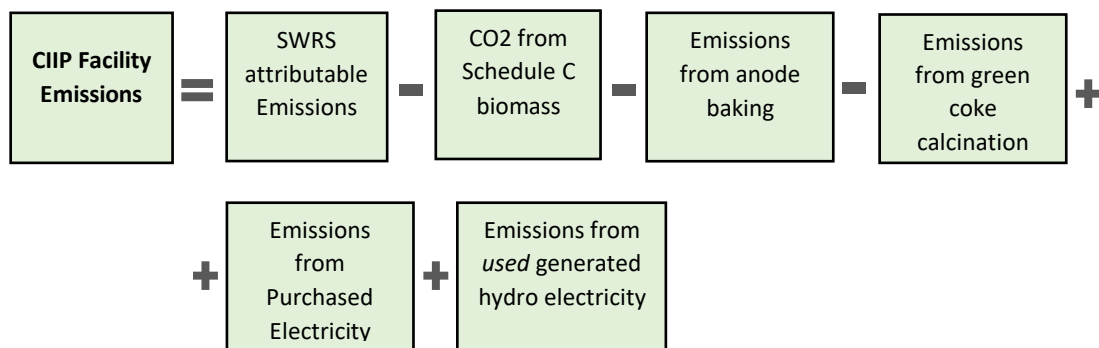 CIIP Facility
Emissions
=
SWRS
attributable
Emissions
-
CO2 from
Schedule C
biomass
-
Emissions
from anode
baking
-
Emissions
from green
coke
calcination
+
+
Emissions
from
Purchased
Electricity
+
Emissions from
used generated
hydro electricity